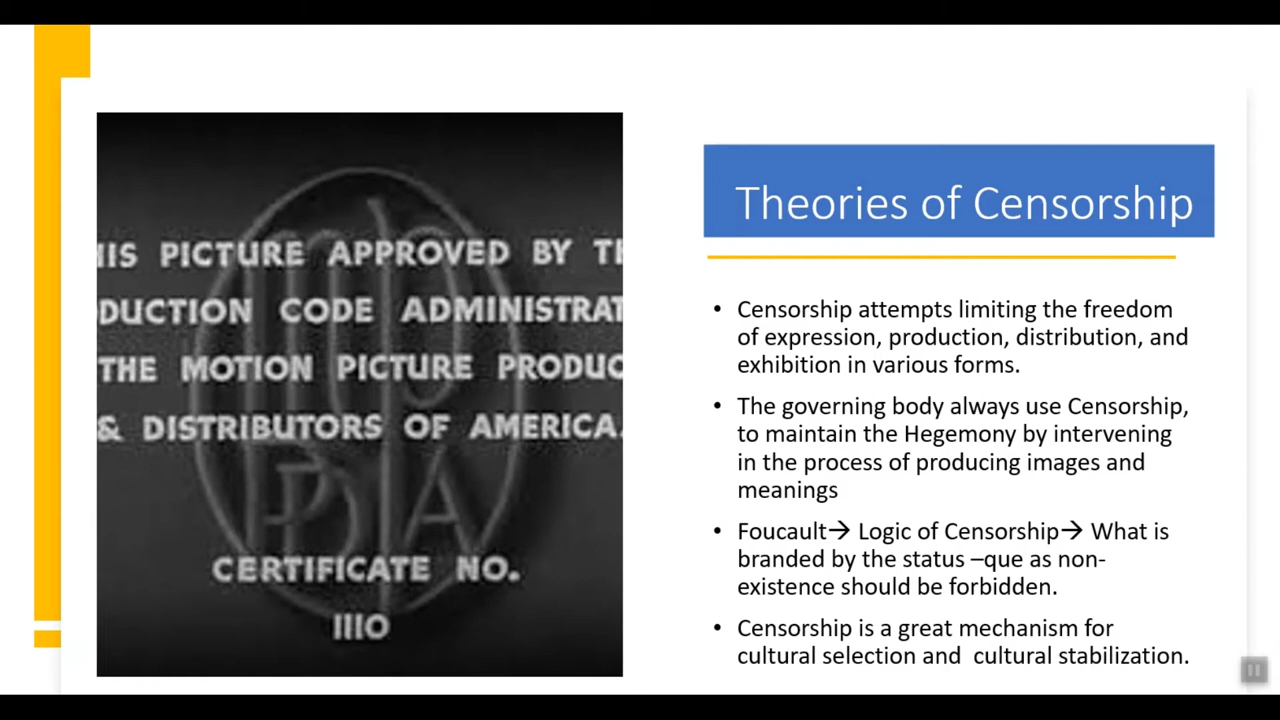 HIS PICTURE APPROVED BY TH
DUCTION CODE ADMINISTRAT
THE MOTION PICTURE PRODUC
& DISTRIBUTORS OF AMERICA.
CERTIFICATE NO.
1110
Theories of Censorship
• Censorship attempts limiting the freedom
of expression, production, distribution, and
exhibition in various forms.
• The governing body always use Censorship,
to maintain the Hegemony by intervening
in the process of producing images and
meanings
• Foucault→ Logic of Censorship→ What is
branded by the status –que as non-
existence should be forbidden.
• Censorship is a great mechanism for
cultural selection and cultural stabilization.